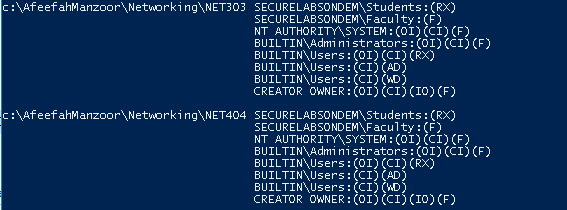 c:\AfeefahManzoor\Networking\NET303 SECURELABSONDEM\Students:(RX)
SECURELABSONDEM\Faculty:(F)
NT AUTHORITY\SYSTEM:(OI)(CI)(F)
BUILTIN\Administrators:(OI)(CI)(F)
BUILTIN\Users:(OI)(CI)(RX)
BUILTIN\Users:(CI)(AD)
BUILTIN\Users:(CI)(WD)
CREATOR OWNER:(OI)(CI)(IO)(F)
c:\AfeefahManzoor\Networking\NET404 SECURELABSONDEM\Students:(RX)
SECURELABSONDEM\Faculty:(F)
NT AUTHORITY\SYSTEM:(OI)(CI)(F)
BUILTIN\Administrators:(OI)(CI)(F)
BUILTIN\Users:(OI)(CI)(RX)
BUILTIN\Users:(CI)(AD)
BUILTIN\Users:(CI)(WD)
CREATOR OWNER:(OI)(CI)(IO)(F)